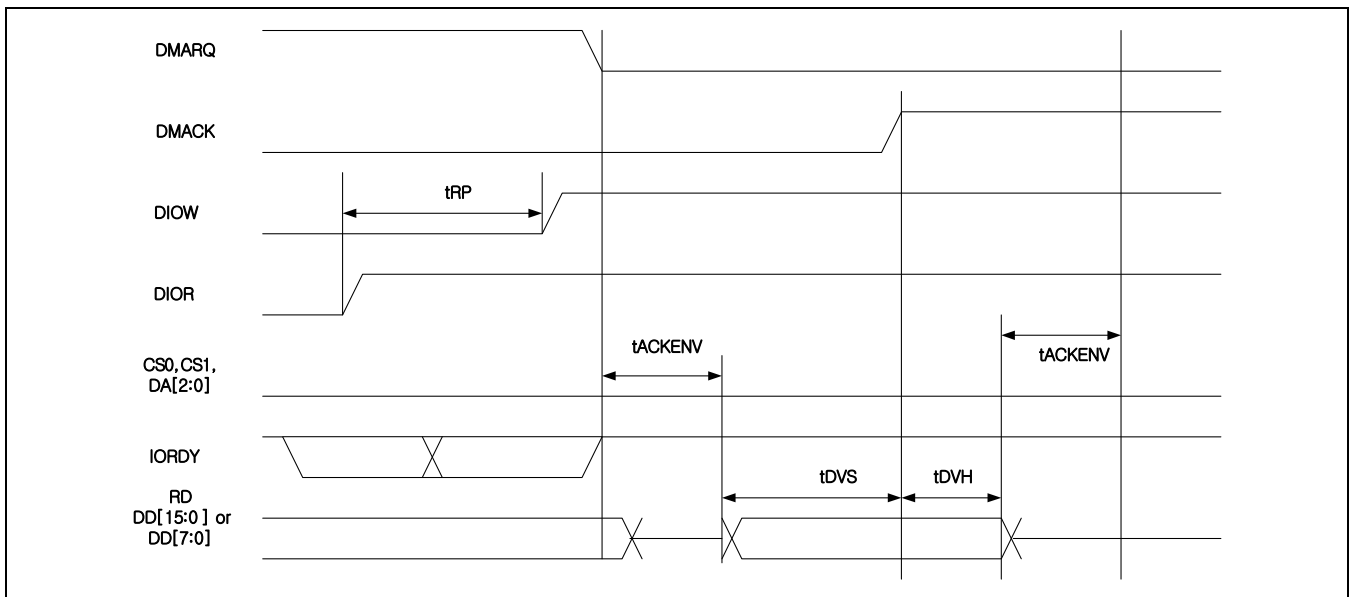 DMARQ
DMACK
tRP
DIOW
DIOR
tACKENV
tACKENV
CS0,CS1,
DA[2:0]
IORDY
tDVS
tDVH
RD
DD[15:0] or
DD[7:0]